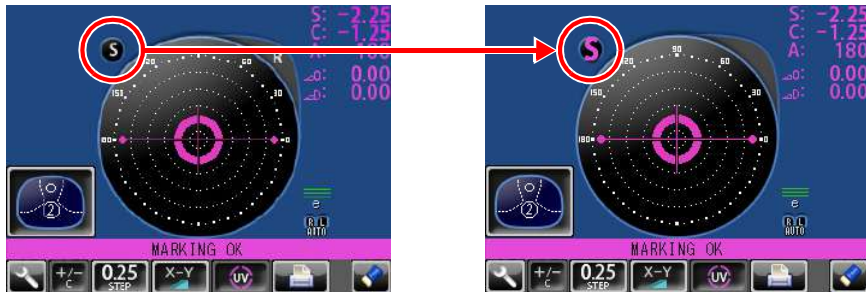 S
S: -2.25
C: -1.25
A: 180
⊿O: 0.00
⊿D: 0.00
R
120
60
150
30
180
0
2
e
R L
AUTO
MARKING OK
+/-
C
0.25
STEP
X-Y
UV
S
S: -2.25
C: -1.25
A: 180
⊿O: 0.00
⊿D: 0.00
120
90
60
150
30
180
0
2
e
R L
AUTO
MARKING OK
+/-
C
0.25
STEP
X-Y
UV